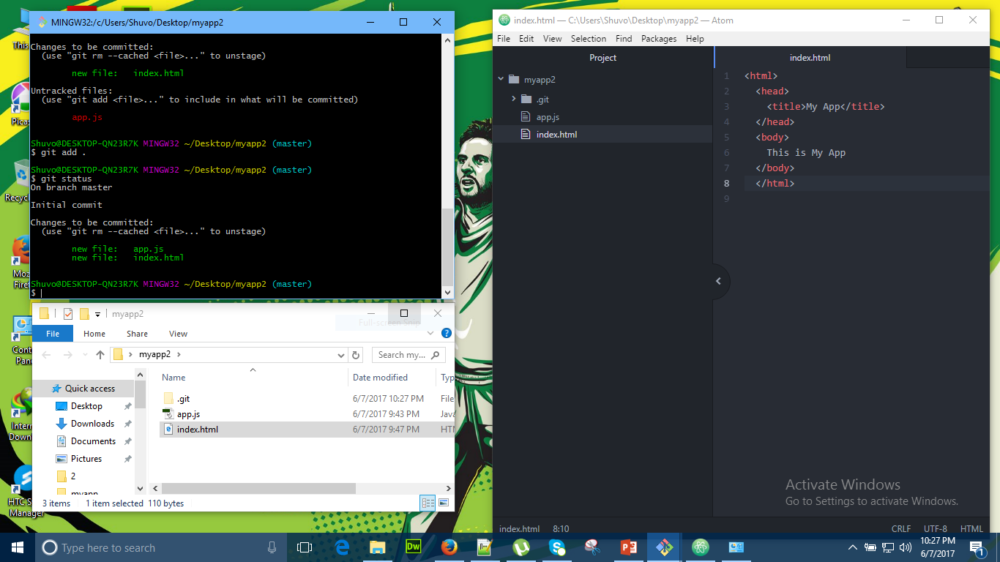 MINGW32:/c/Users/Shuvo/Desktop/myapp2
Changes to be committed:
(use "git rm --cached <file>..." to unstage)
new file:   index.html
Untracked files:
(use "git add <file>..." to include in what will be committed)
app.js
Shuvo@DESKTOP-QN23R7K MINGW32 ~/Desktop/myapp2 (master)
$ git add .
Shuvo@DESKTOP-QN23R7K MINGW32 ~/Desktop/myapp2 (master)
$ git status
On branch master
Initial commit
Changes to be committed:
(use "git rm --cached <file>..." to unstage)
new file:   app.js
new file:   index.html
Shuvo@DESKTOP-QN23R7K MINGW32 ~/Desktop/myapp2 (master)
$
index.html — C:\Users\Shuvo\Desktop\myapp2 — Atom
File Edit View Selection Find Packages Help
Project
myapp2
.git
app.js
index.html
index.html
1 <html>
2 <head>
3 <title>My App</title>
4 </head>
5 <body>
6 This is My App
7 </body>
8 </html>
9
index.html 8:10 CRLF UTF-8 HTML
Activate Windows
Go to Settings to activate Windows.
myapp2
Full-screen Snip
File Home Share View
myapp2
Search my...
Name Date modified Typ
Quick access
Desktop
Downloads
Documents
Pictures
2
myapp
.git 6/7/2017 10:27 PM File
app.js 6/7/2017 9:43 PM Java
index.html 6/7/2017 9:47 PM HTM
3 items 1 item selected 110 bytes
This
Picas
Recycl
Moz
Firef
Cont
Pan
Intern
Down
HTC S
Manager
Type here to search
Dw
10:27 PM
6/7/2017
1